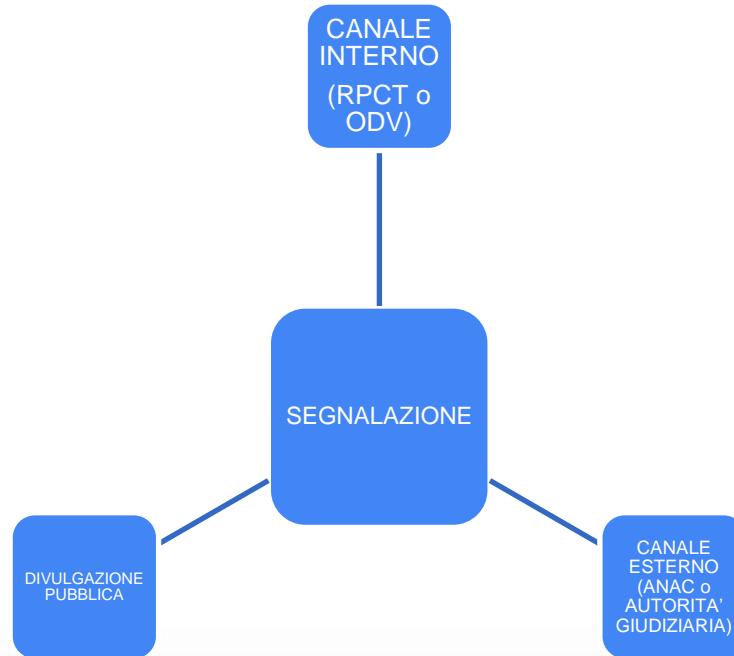 CANALE
INTERNO
(RPCT o
ODV)
SEGNALAZIONE
DIVULGAZIONE
PUBBLICA
CANALE
ESTERNO
(ANAC o
AUTORITA’
GIUDIZIARIA)